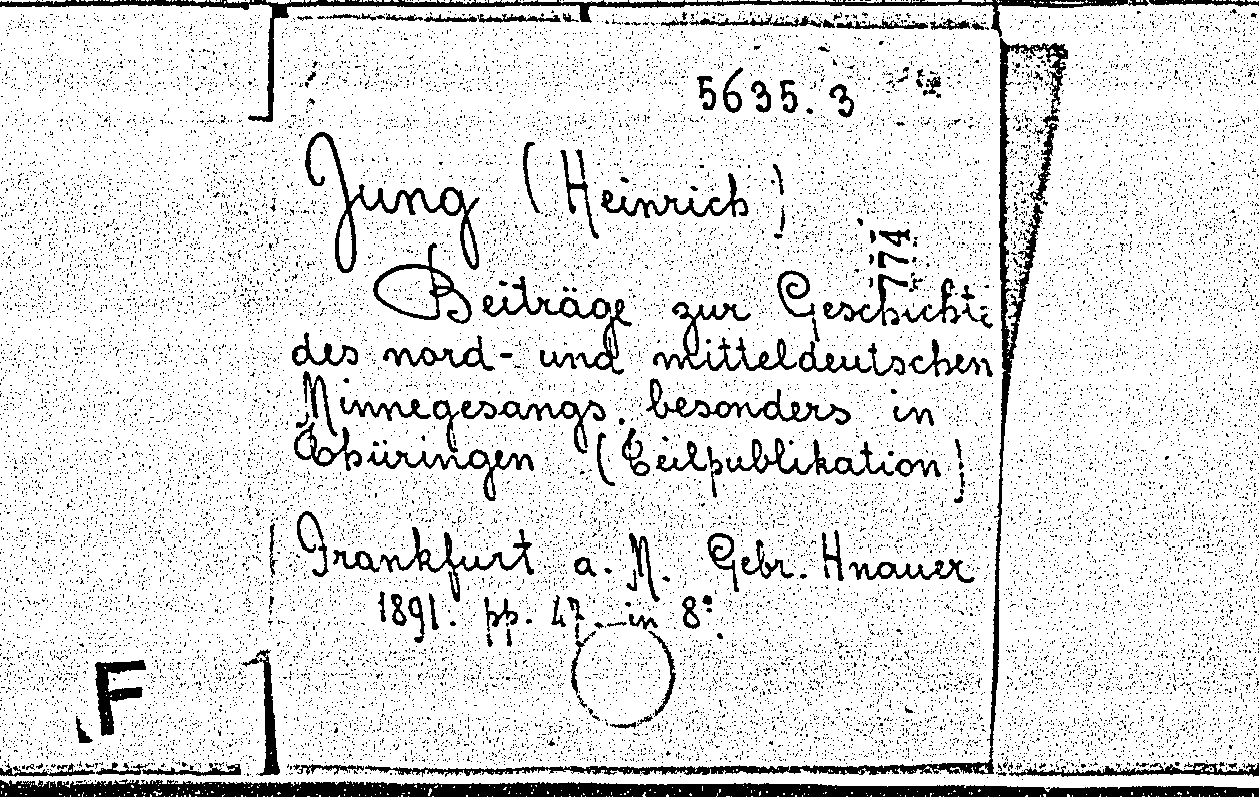 5635.3
Jung (Heinrich)
774
Beiträge zur Geschichte
des nord- und mitteldeutschen
Minnegesangs, besonders in
Thüringen (Teilpublikation)
Frankfurt a. M. Gebr. Knauer
1891. pp. 47. in 8°.
F